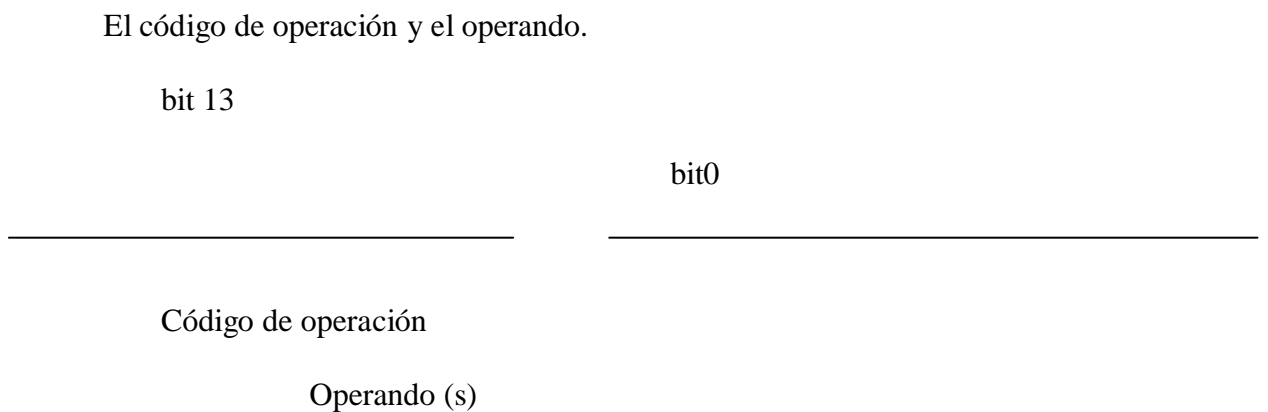 El código de operación y el operando.
bit 13
bit0
Código de operación
Operando (s)